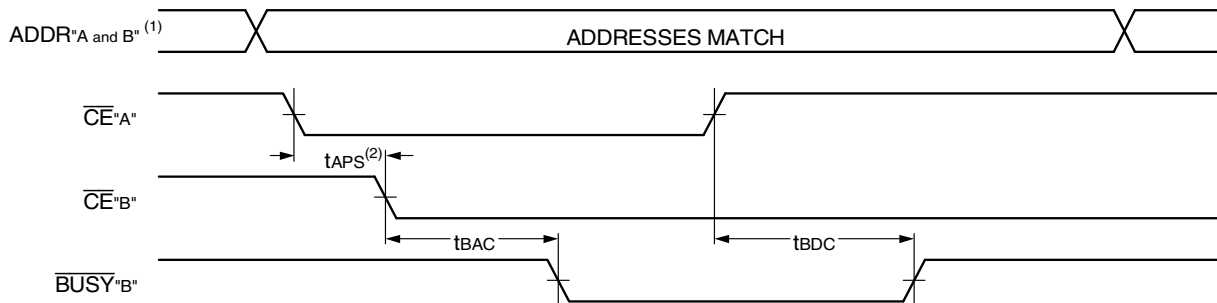 ADDR"A and B" (1)
ADDRESSES MATCH
CE"A"
tAPS(2)
CE"B"
tBAC
tBDC
BUSY"B"